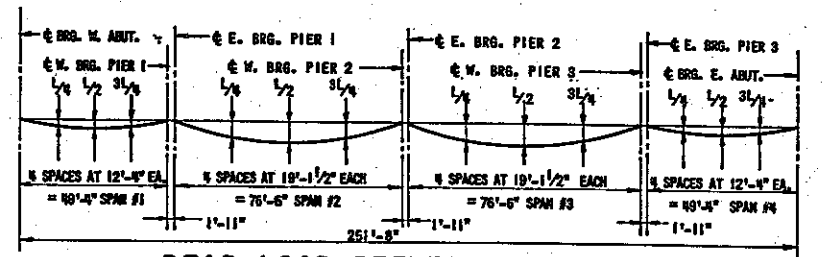 ℄ BRG. W. ABUT.
℄ E. BRG. PIER 1
℄ E. BRG. PIER 2
℄ E. BRG. PIER 3
℄ W. BRG. PIER 1
℄ W. BRG. PIER 2
℄ W. BRG. PIER 3
℄ BRG. E. ABUT.
L/4 L/2 3L/4
L/4 L/2 3L/4
L/4 L/2 3L/4
L/4 L/2 3L/4
4 SPACES AT 12'-4" EA.
= 49'-4" SPAN #1
4 SPACES AT 19'-1 1/2" EACH
= 76'-6" SPAN #2
4 SPACES AT 19'-1 1/2" EACH
= 76'-6" SPAN #3
4 SPACES AT 12'-4" EA.
= 49'-4" SPAN #4
1'-11"
1'-11"
1'-11"
251'-8"